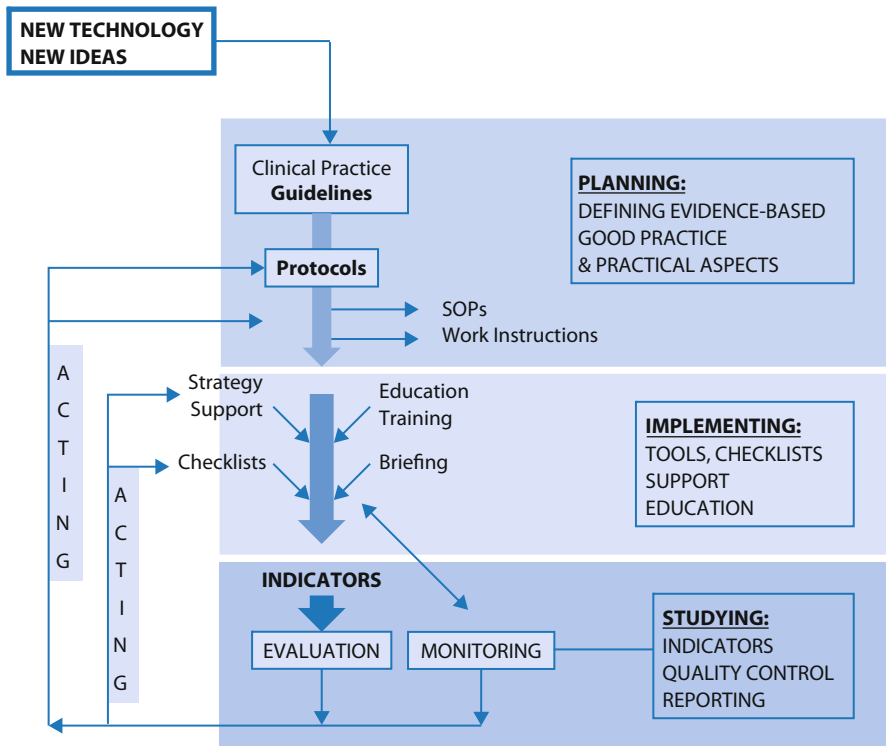 NEW TECHNOLOGY
NEW IDEAS
Clinical Practice
Guidelines
Protocols
SOPs
Work Instructions
PLANNING:
DEFINING EVIDENCE-BASED
GOOD PRACTICE
& PRACTICAL ASPECTS
ACTING
ACTING
Strategy
Support
Checklists
Education
Training
Briefing
IMPLEMENTING:
TOOLS, CHECKLISTS
SUPPORT
EDUCATION
INDICATORS
EVALUATION
MONITORING
STUDYING:
INDICATORS
QUALITY CONTROL
REPORTING